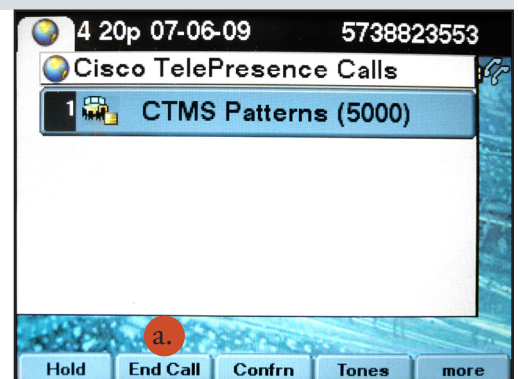 4 20p 07-06-09 5738823553
Cisco TelePresence Calls
1 CTMS Patterns (5000)
a.
Hold End Call Confrn Tones more